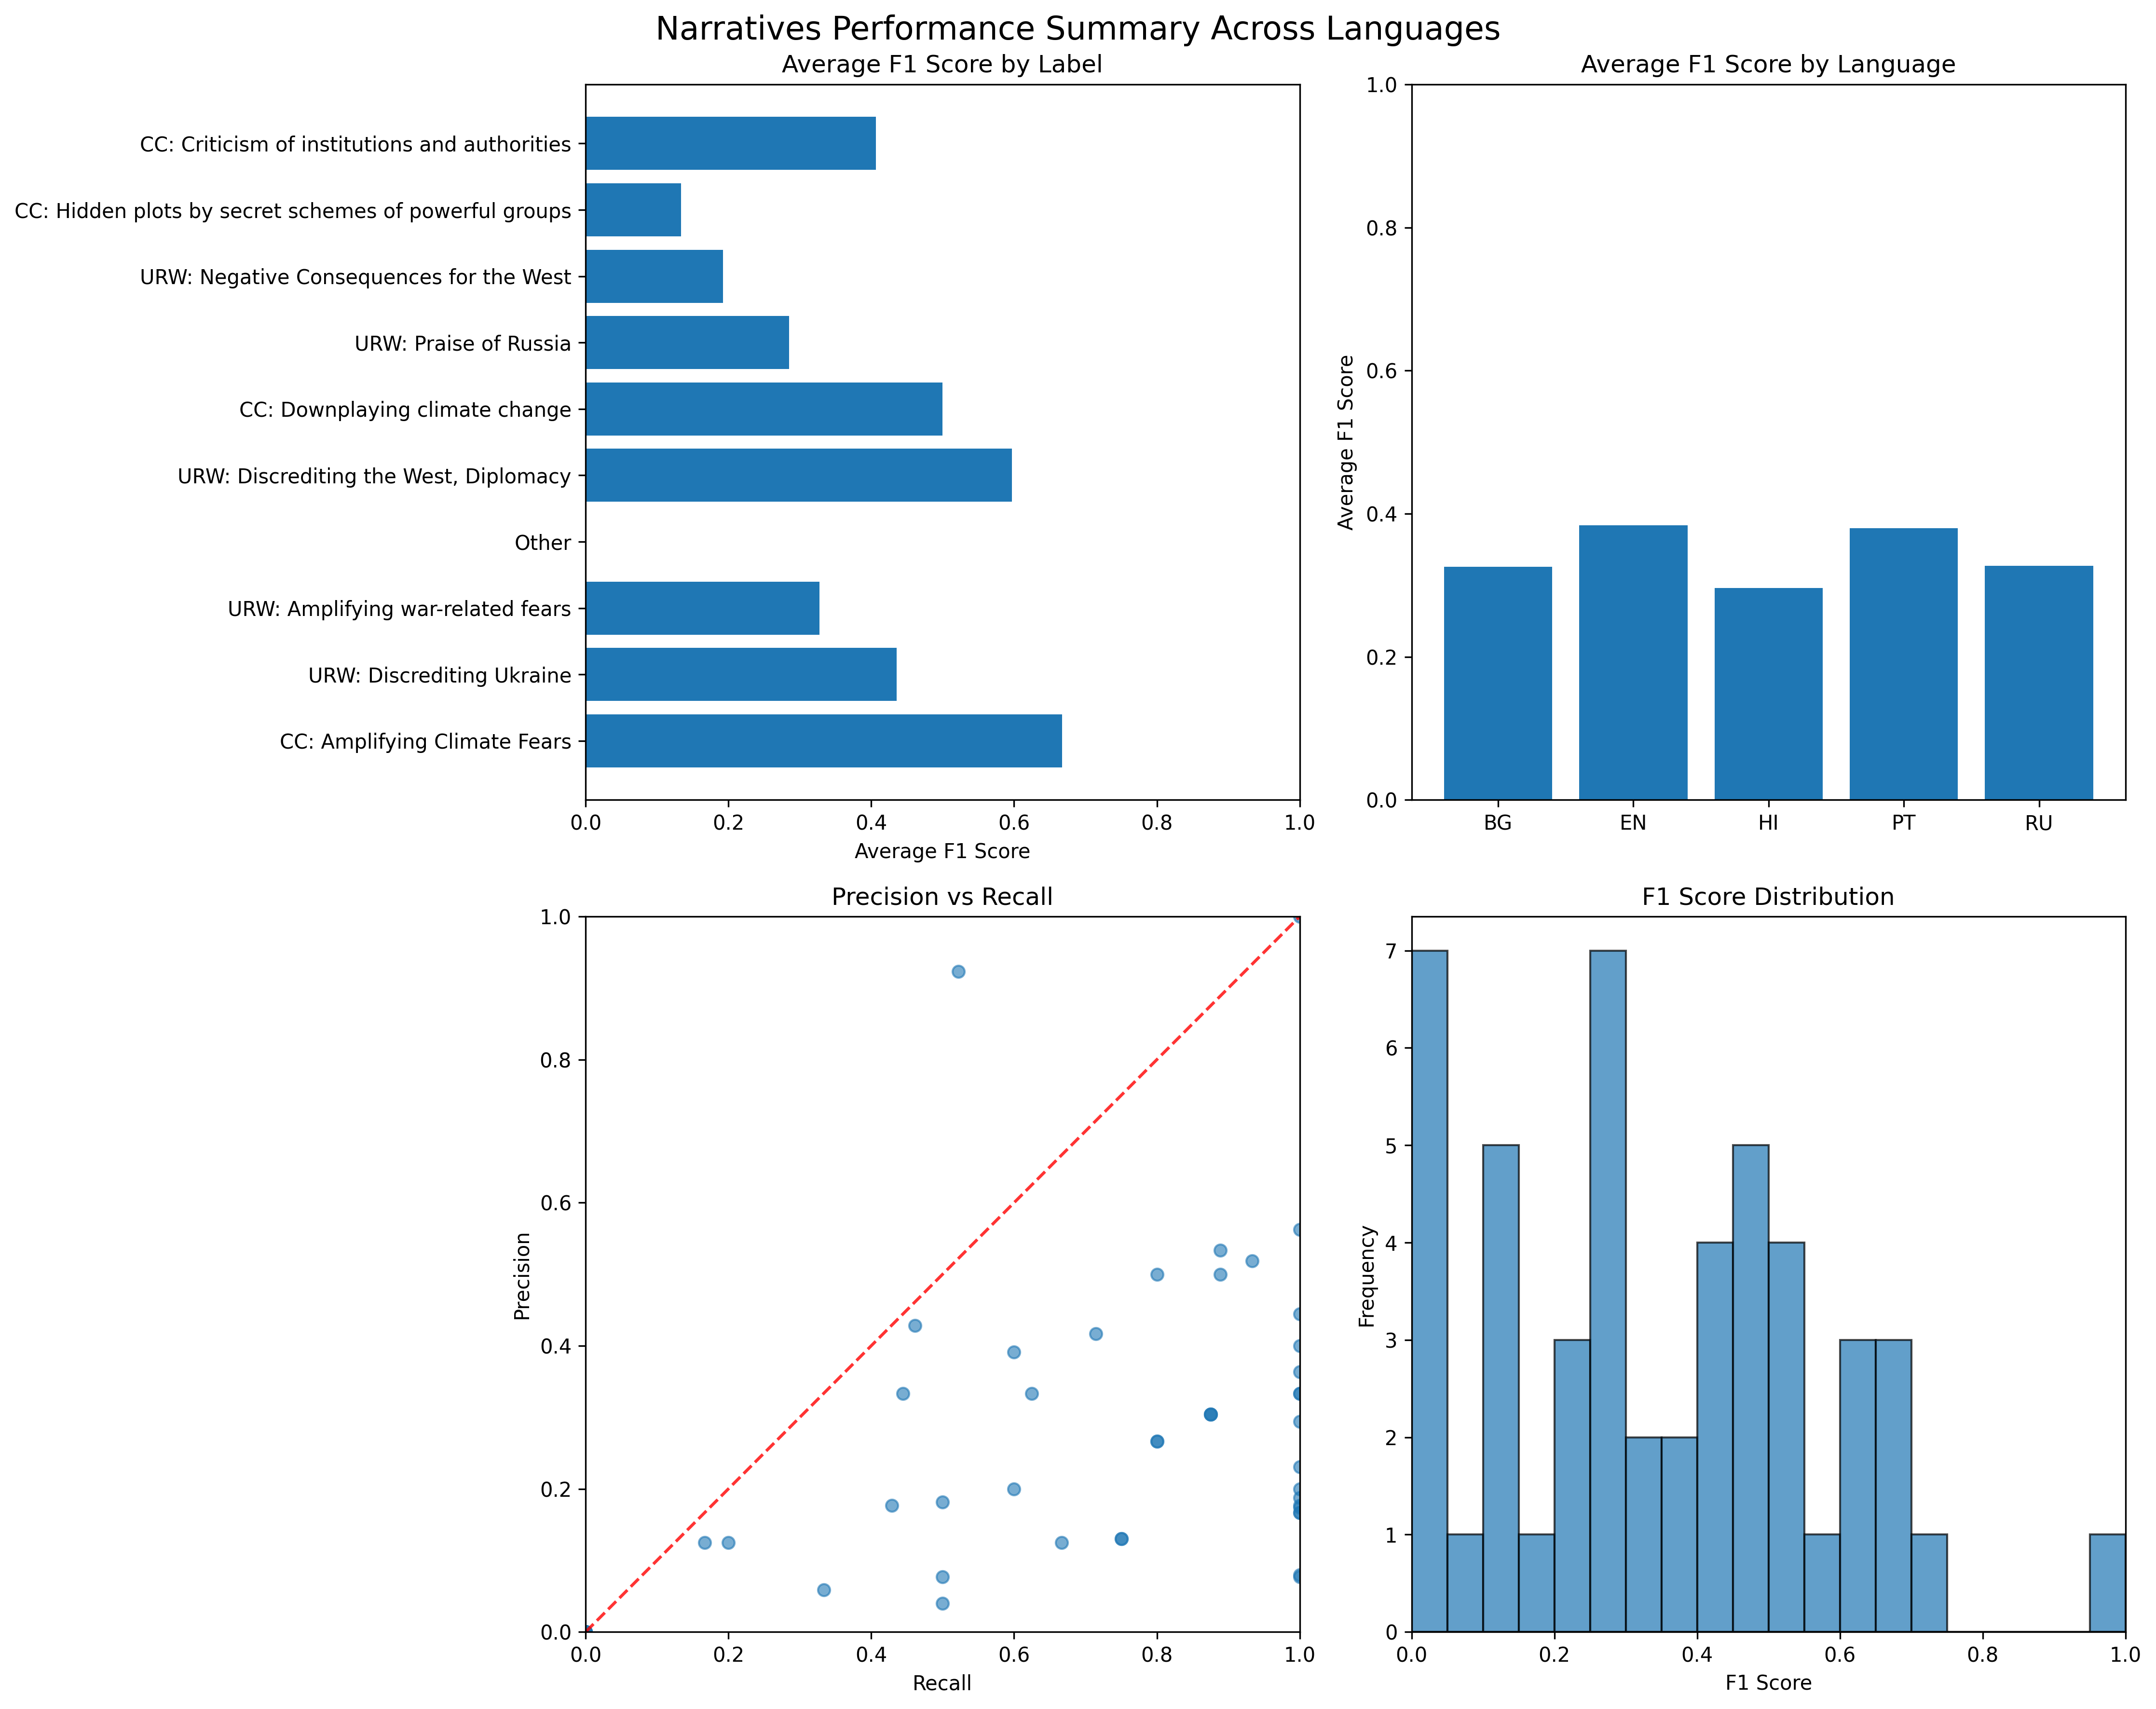 Narratives Performance Summary Across Languages
Average F1 Score by Label
CC: Criticism of institutions and authorities
CC: Hidden plots by secret schemes of powerful groups
URW: Negative Consequences for the West
URW: Praise of Russia
CC: Downplaying climate change
URW: Discrediting the West, Diplomacy
Other
URW: Amplifying war-related fears
URW: Discrediting Ukraine
CC: Amplifying Climate Fears
0.0 0.2 0.4 0.6 0.8 1.0
Average F1 Score
Average F1 Score by Language
Average F1 Score
1.0
0.8
0.6
0.4
0.2
0.0
BG EN HI PT RU
Precision vs Recall
Precision
1.0
0.8
0.6
0.4
0.2
0.0
0.0 0.2 0.4 0.6 0.8 1.0
Recall
F1 Score Distribution
Frequency
7
6
5
4
3
2
1
0
0.0 0.2 0.4 0.6 0.8 1.0
F1 Score